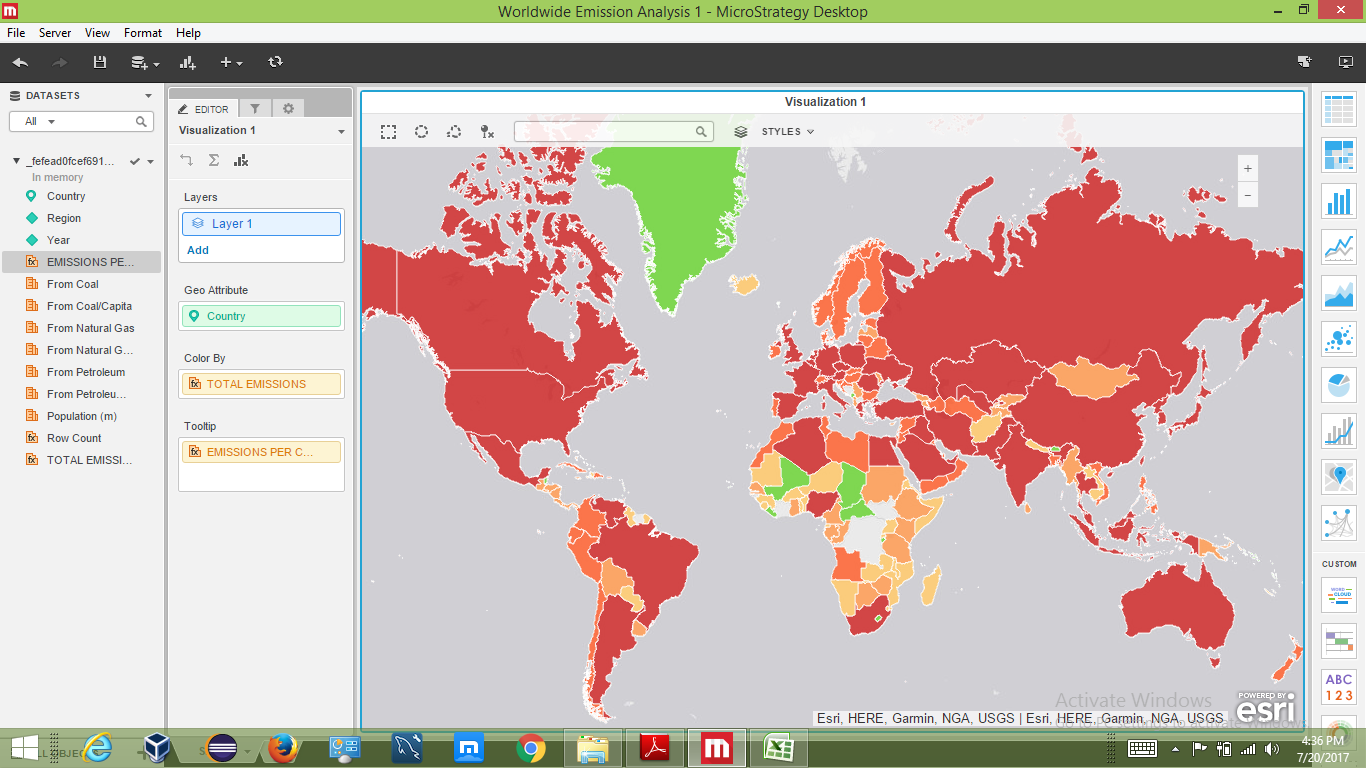 Worldwide Emission Analysis 1 - MicroStrategy Desktop
File Server View Format Help
DATASETS
All
_fefead0fcef691...
In memory
Country
Region
Year
EMISSIONS PE...
From Coal
From Coal/Capita
From Natural Gas
From Natural G...
From Petroleum
From Petroleu...
Population (m)
Row Count
TOTAL EMISSI...
EDITOR
Visualization 1
Layers
Layer 1
Add
Geo Attribute
Country
Color By
TOTAL EMISSIONS
Tooltip
EMISSIONS PER C...
Visualization 1
STYLES
+
−
Activate Windows
Esri, HERE, Garmin, NGA, USGS | Esri, HERE, Garmin, NGA, USGS
POWERED BY
esri
CUSTOM
WORD
CLOUD
ABC
123
4:36 PM
7/20/2017